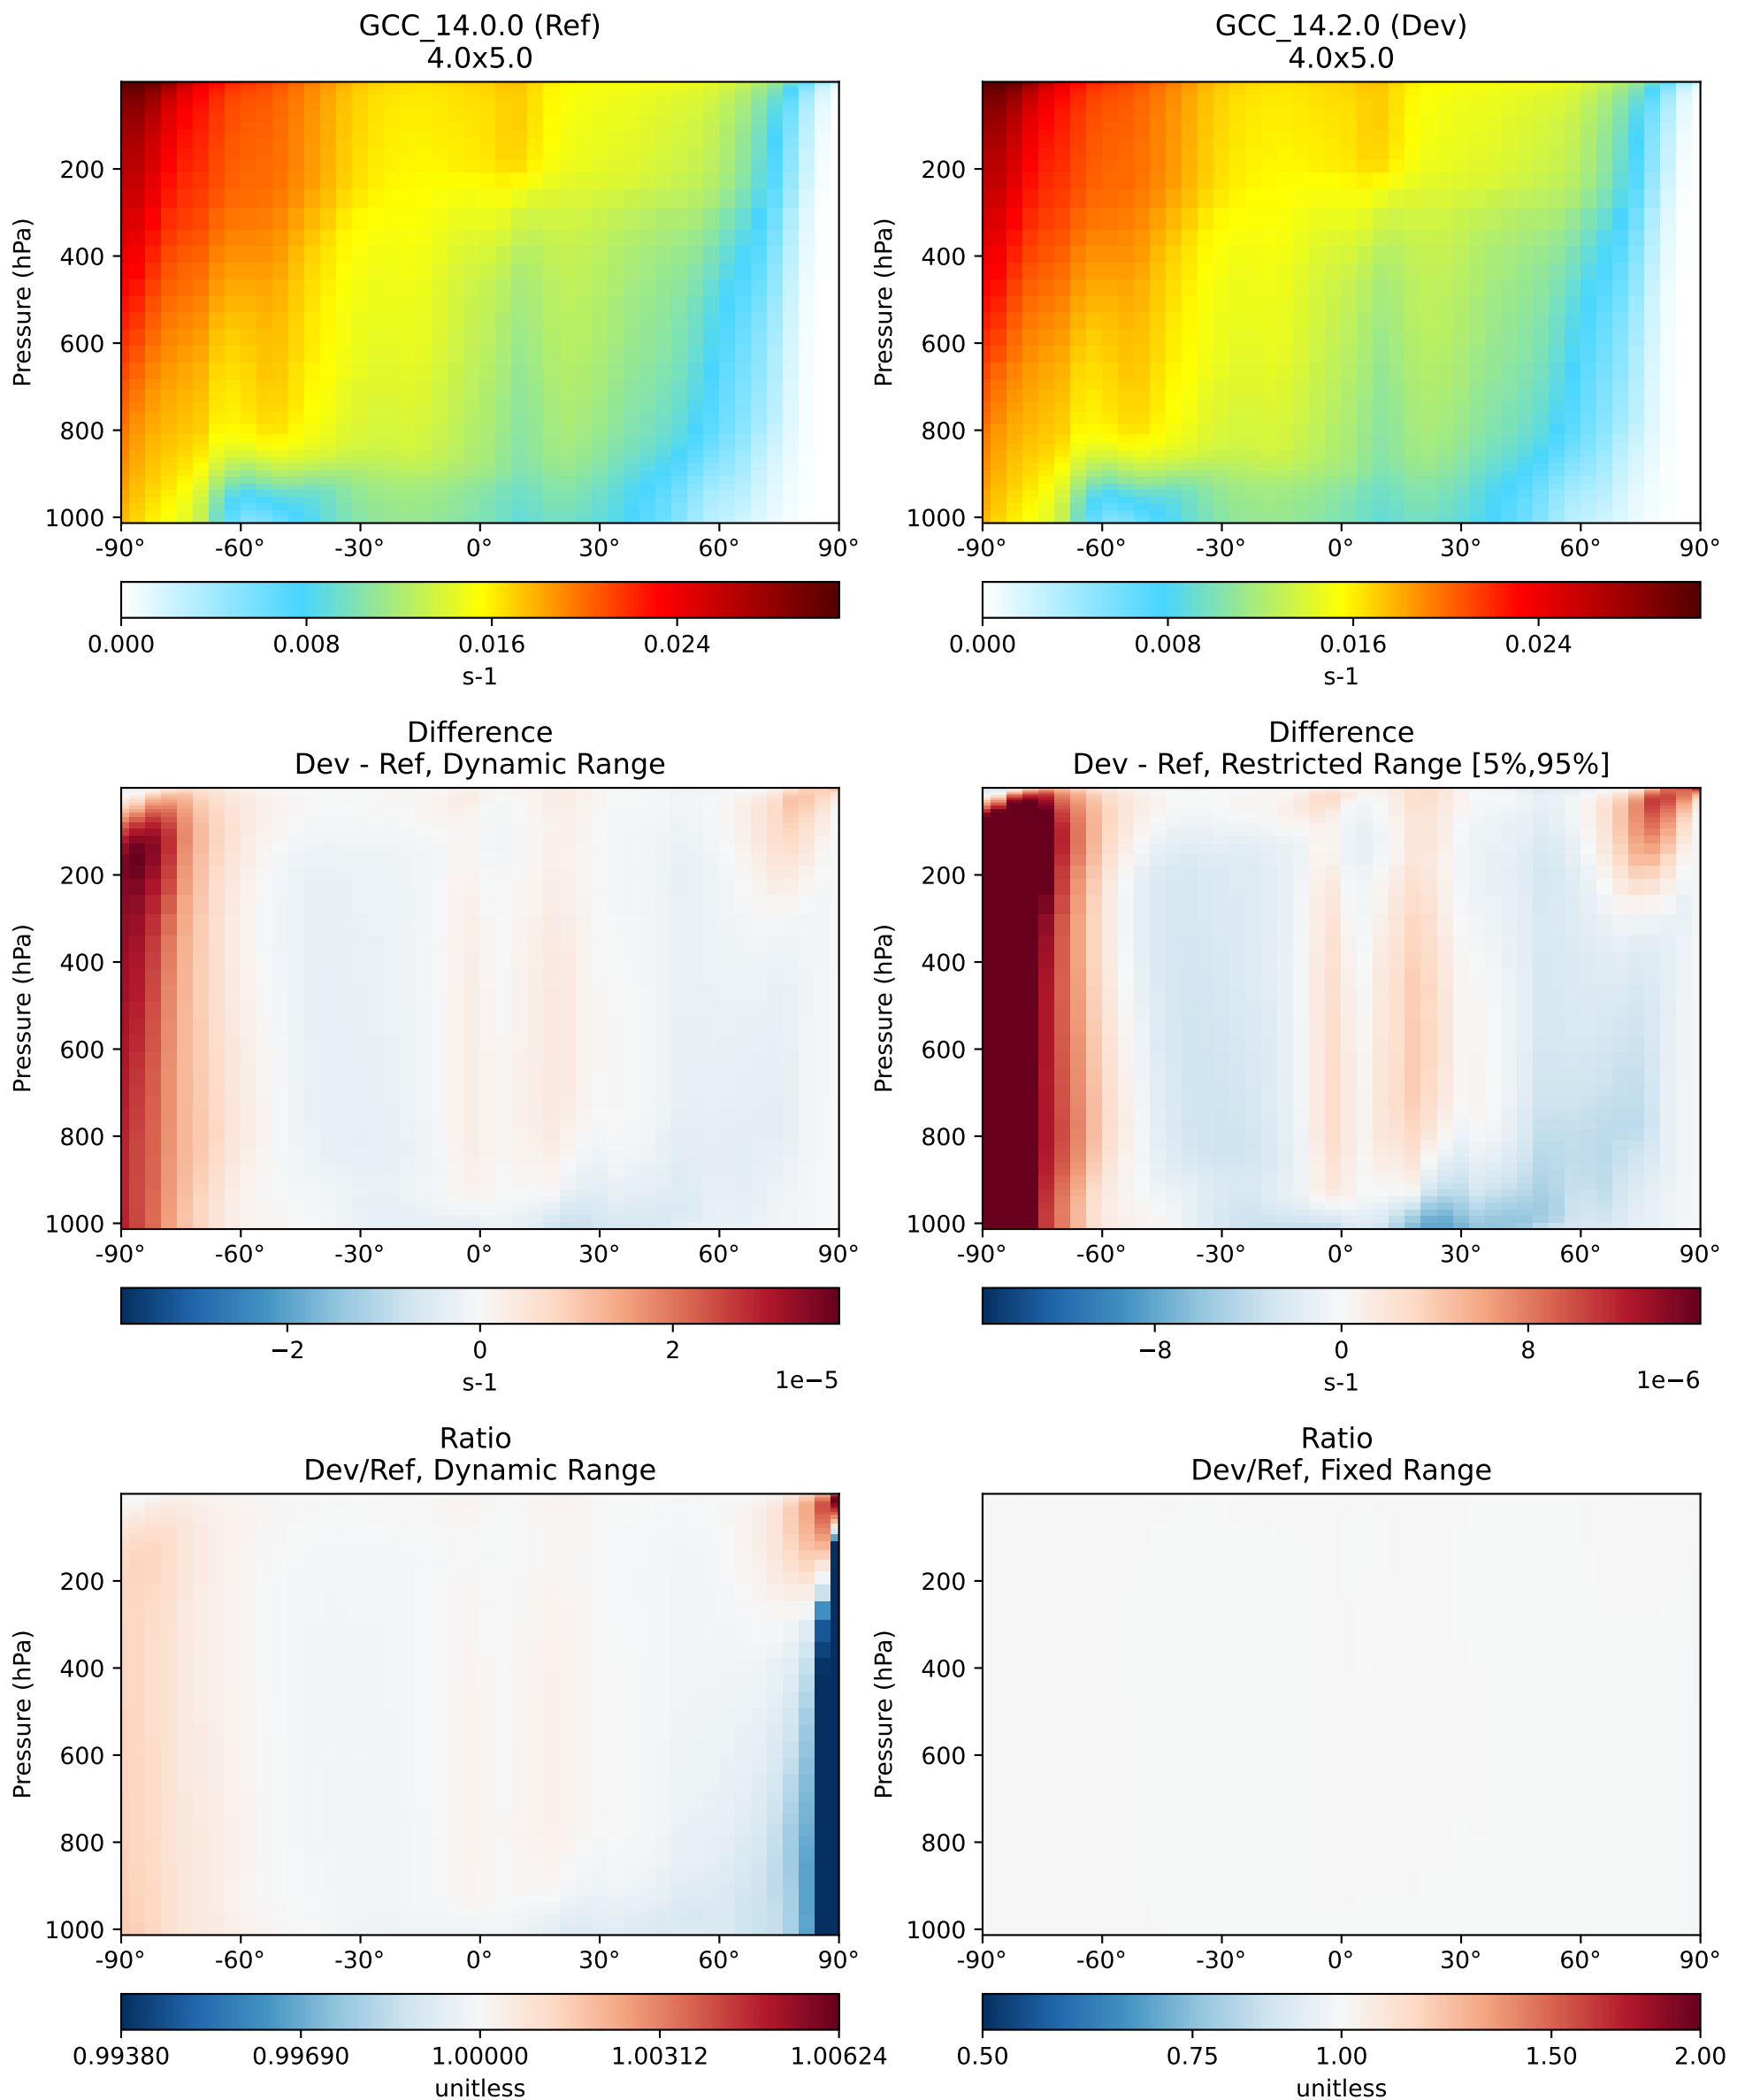 GCC_14.0.0 (Ref)
4.0x5.0
Pressure (hPa)
200
400
600
800
1000
-90° -60° -30° 0° 30° 60° 90°
0.000 0.008 0.016 0.024
s-1
GCC_14.2.0 (Dev)
4.0x5.0
Pressure (hPa)
200
400
600
800
1000
-90° -60° -30° 0° 30° 60° 90°
0.000 0.008 0.016 0.024
s-1
Difference
Dev - Ref, Dynamic Range
Pressure (hPa)
200
400
600
800
1000
-90° -60° -30° 0° 30° 60° 90°
−2 0 2
s-1
1e−5
Difference
Dev - Ref, Restricted Range [5%,95%]
Pressure (hPa)
200
400
600
800
1000
-90° -60° -30° 0° 30° 60° 90°
−8 0 8
s-1
1e−6
Ratio
Dev/Ref, Dynamic Range
Pressure (hPa)
200
400
600
800
1000
-90° -60° -30° 0° 30° 60° 90°
0.99380 0.99690 1.00000 1.00312 1.00624
unitless
Ratio
Dev/Ref, Fixed Range
Pressure (hPa)
200
400
600
800
1000
-90° -60° -30° 0° 30° 60° 90°
0.50 0.75 1.00 1.50 2.00
unitless